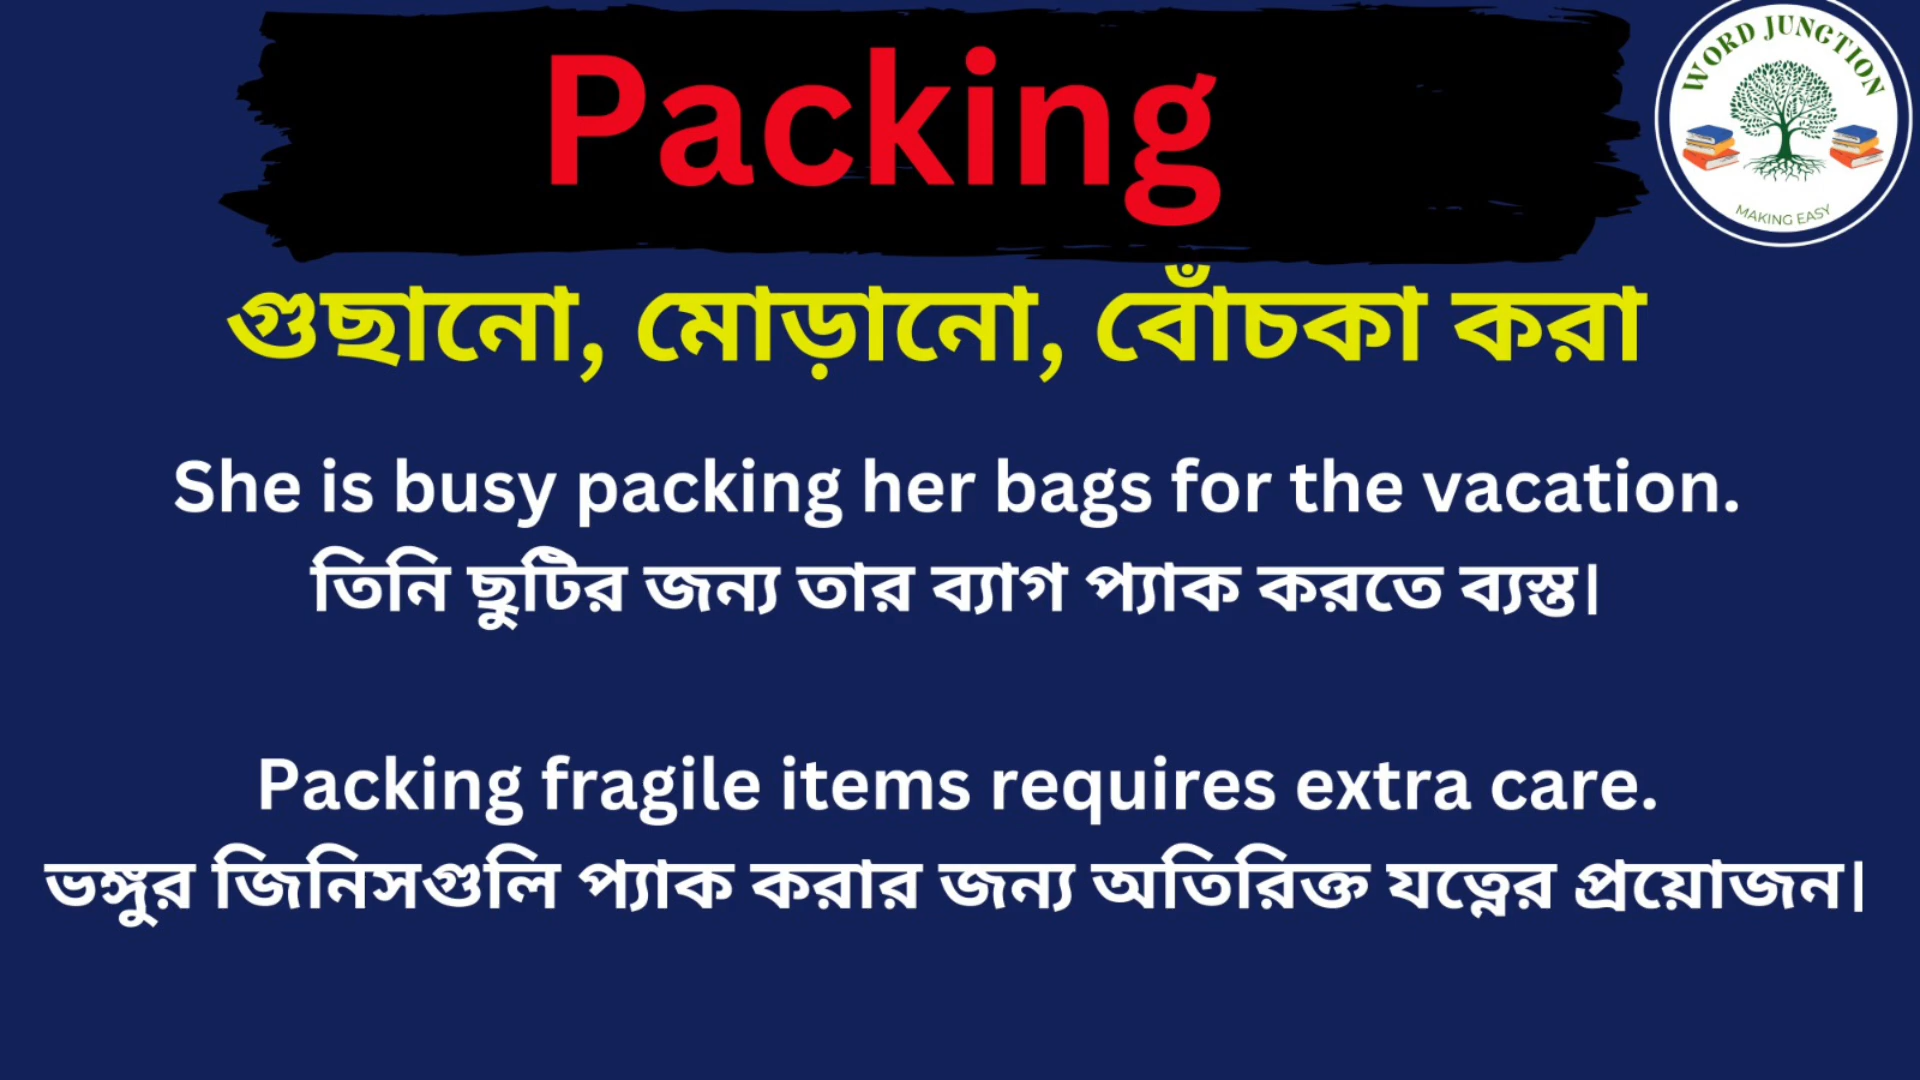 Packing
WORD JUNCTION
MAKING EASY
গুছানো, মোড়ানো, বোঁচকা করা
She is busy packing her bags for the vacation.
তিনি ছুটির জন্য তার ব্যাগ প্যাক করতে ব্যস্ত।
Packing fragile items requires extra care.
ভঙ্গুর জিনিসগুলি প্যাক করার জন্য অতিরিক্ত যত্নের প্রয়োজন।